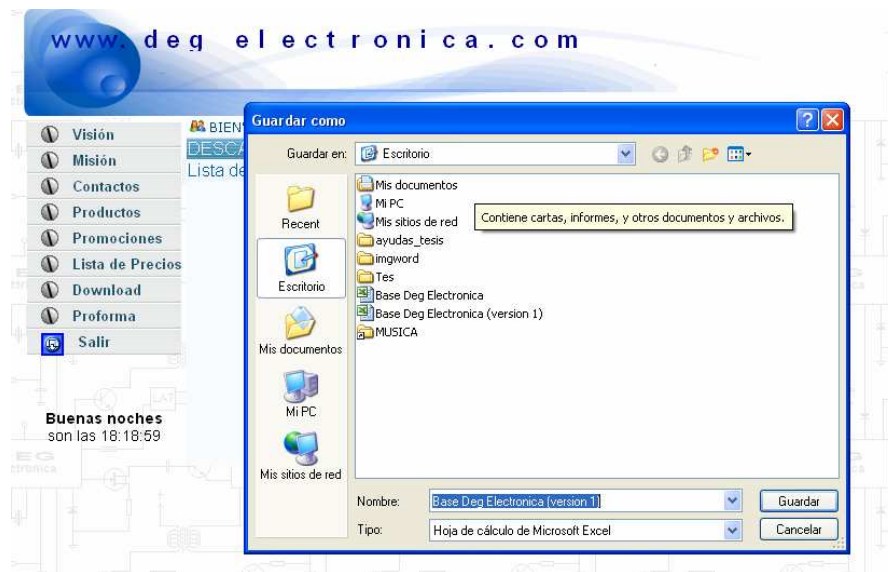 www.deg electronica.com
BIEN
DESCA
Lista de
Visión
Misión
Contactos
Productos
Promociones
Lista de Precios
Download
Proforma
Salir
Buenas noches
son las 18:18:59
Guardar como
Guardar en:
Escritorio
Recent
Escritorio
Mis documentos
Mi PC
Mis sitios de red
Mis documentos
Mi PC
Mis sitios de red
Contiene cartas, informes, y otros documentos y archivos.
ayudas_tesis
imgword
Tes
Base Deg Electronica
Base Deg Electronica (version 1)
MUSICA
Nombre:
Base Deg Electronica (version 1)
Guardar
Tipo:
Hoja de cálculo de Microsoft Excel
Cancelar